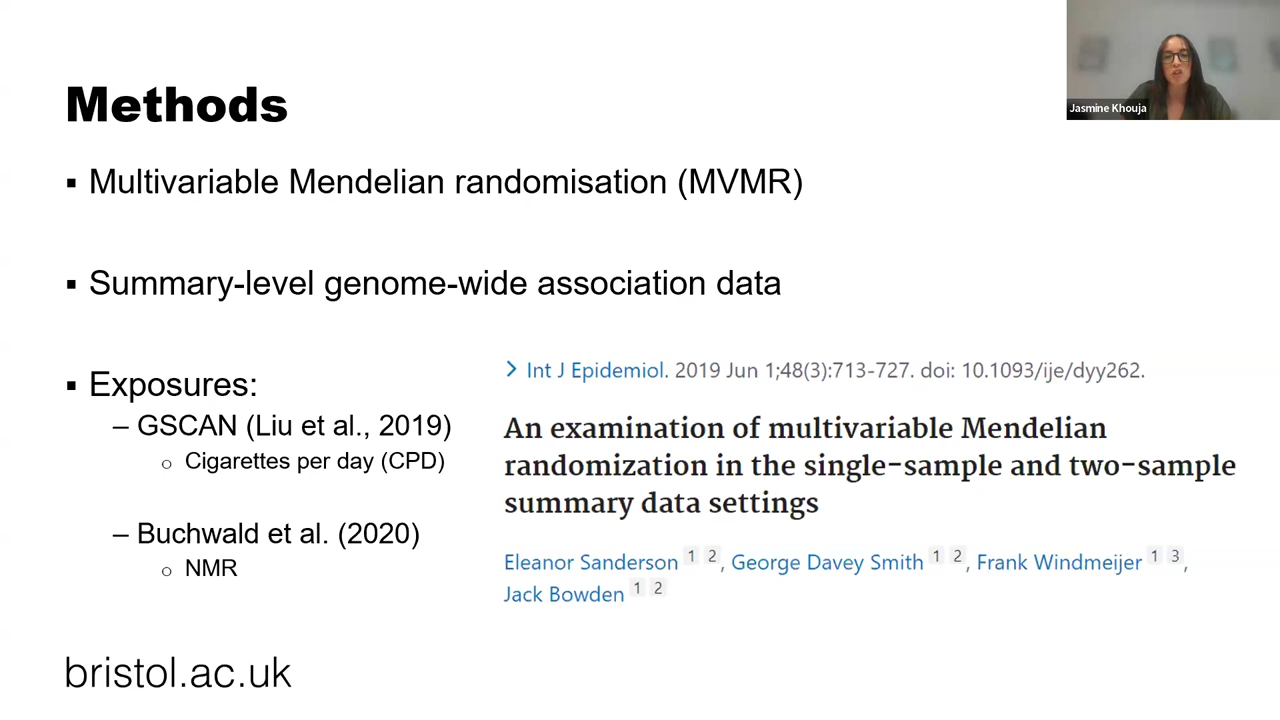 Methods
Jasmine Khouja
▪ Multivariable Mendelian randomisation (MVMR)
▪ Summary-level genome-wide association data
▪ Exposures:
– GSCAN (Liu et al., 2019)
○ Cigarettes per day (CPD)
– Buchwald et al. (2020)
○ NMR
> Int J Epidemiol. 2019 Jun 1;48(3):713-727. doi: 10.1093/ije/dyy262.
An examination of multivariable Mendelian
randomization in the single-sample and two-sample
summary data settings
Eleanor Sanderson 1 2, George Davey Smith 1 2, Frank Windmeijer 1 3,
Jack Bowden 1 2
bristol.ac.uk